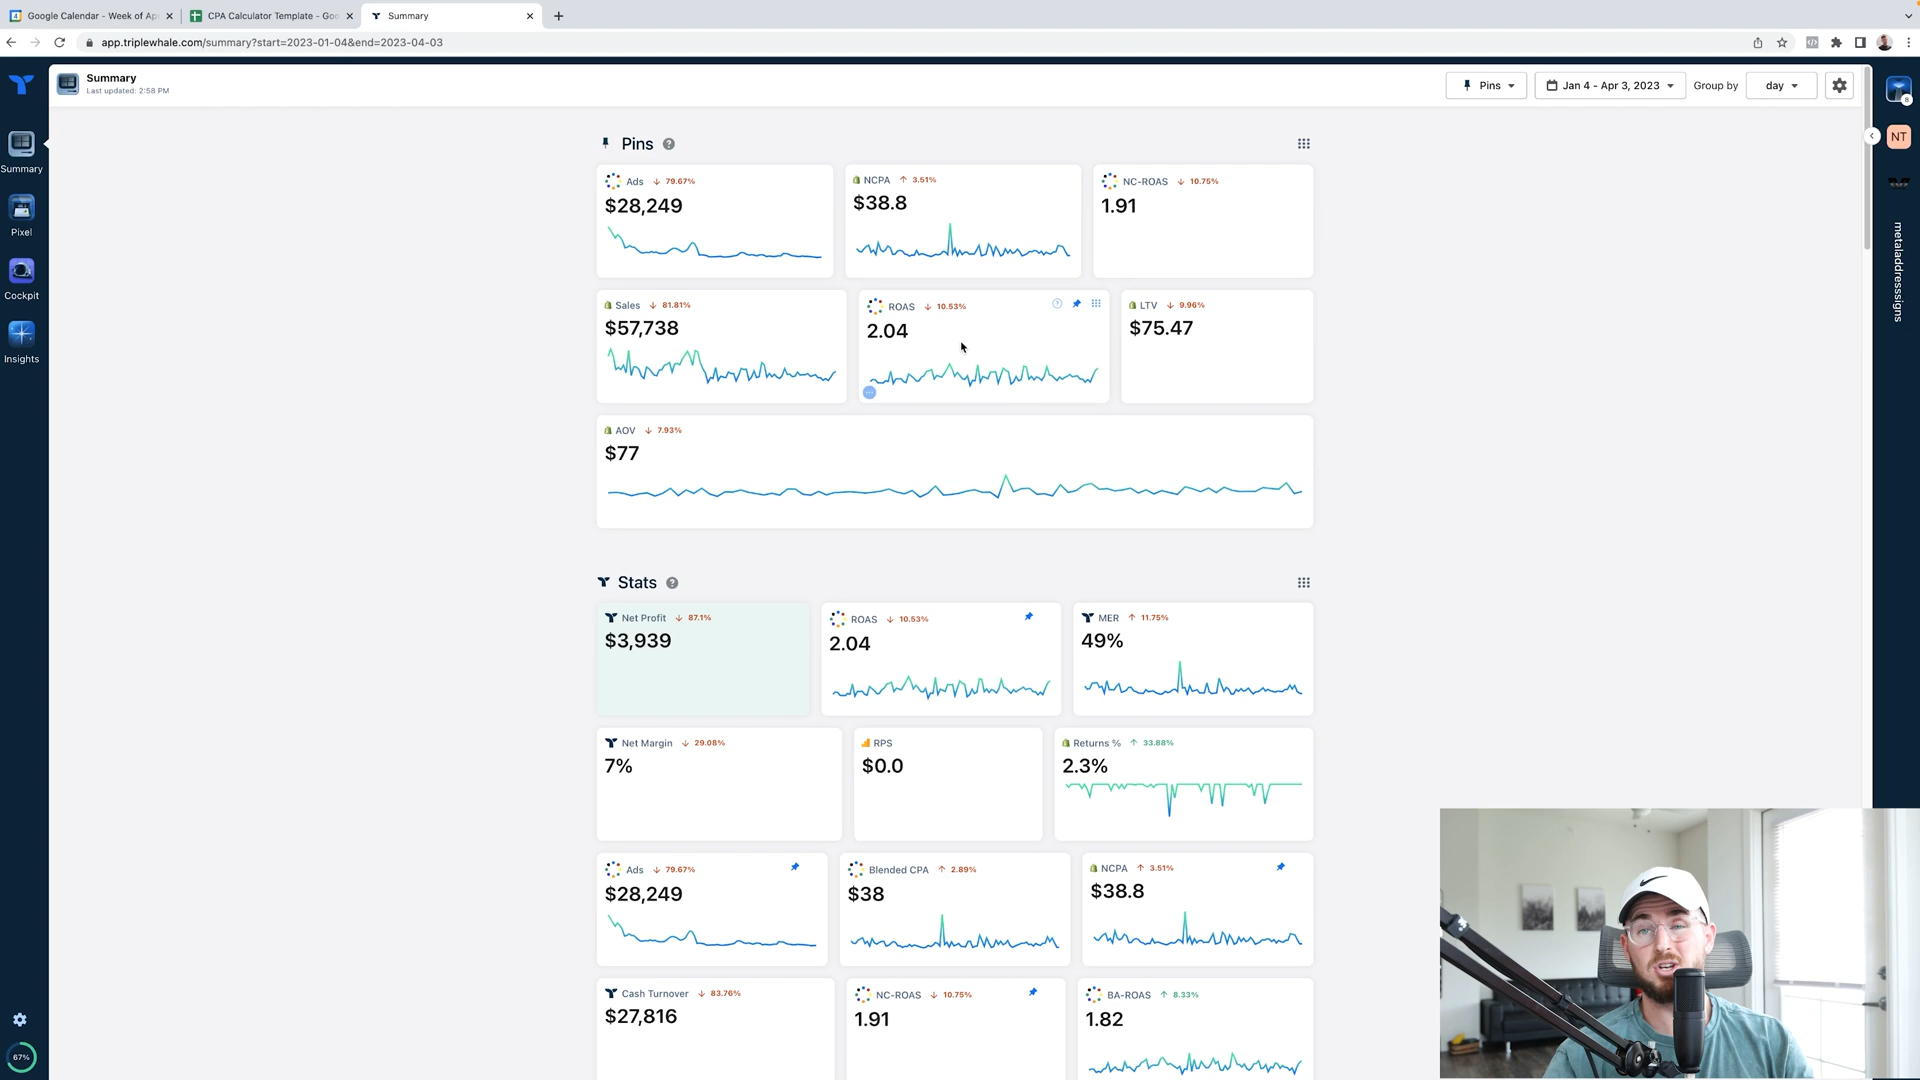 Google Calendar - Week of Ap
CPA Calculator Template - Goo
Summary
app.triplewhale.com/summary?start=2023-01-04&end=2023-04-03
Summary
Last updated: 2:58 PM
Pins
Jan 4 - Apr 3, 2023
Group by
day
8
NT
metaladdresssigns
Summary
Pixel
Cockpit
Insights
67%
Pins ?
Ads ↓ 79.67%
$28,249
NCPA ↑ 3.51%
$38.8
NC-ROAS ↓ 10.75%
1.91
Sales ↓ 81.81%
$57,738
ROAS ↓ 10.53%
2.04
LTV ↓ 9.96%
$75.47
AOV ↓ 7.93%
$77
Stats ?
Net Profit ↓ 87.1%
$3,939
ROAS ↓ 10.53%
2.04
MER ↑ 11.75%
49%
Net Margin ↓ 29.08%
7%
RPS
$0.0
Returns % ↑ 33.88%
2.3%
Ads ↓ 79.67%
$28,249
Blended CPA ↑ 2.89%
$38
NCPA ↑ 3.51%
$38.8
Cash Turnover ↓ 83.76%
$27,816
NC-ROAS ↓ 10.75%
1.91
BA-ROAS ↑ 8.33%
1.82